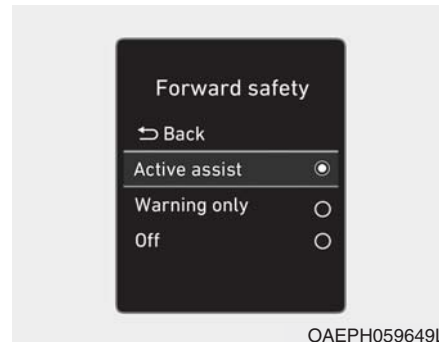 Forward safety
Back
Active assist
Warning only
Off
OAEPH059649L